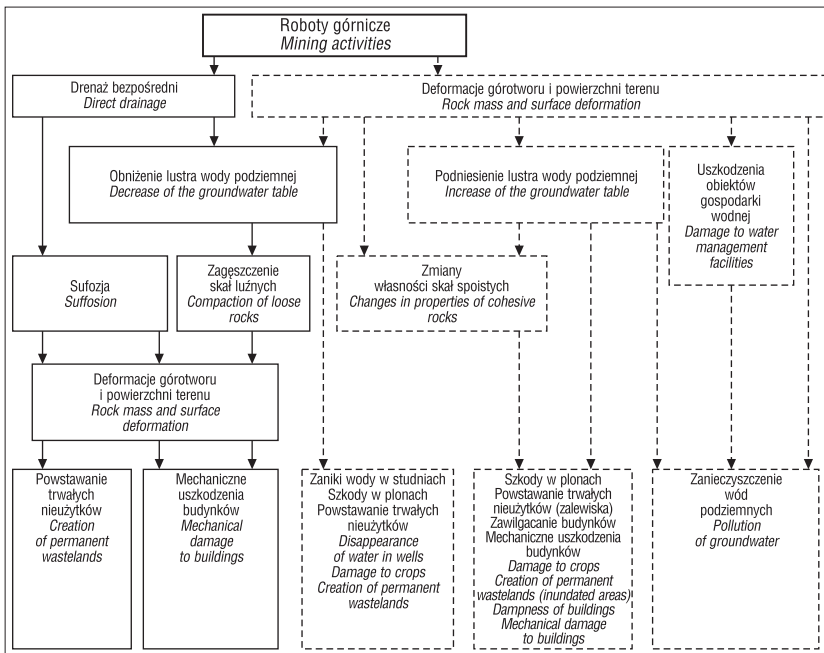 Roboty górnicze
Mining activities
Drenaż bezpośredni
Direct drainage
Deformacje górotworu i powierzchni terenu
Rock mass and surface deformation
Obniżenie lustra wody podziemnej
Decrease of the groundwater table
Podniesienie lustra wody podziemnej
Increase of the groundwater table
Uszkodzenia
obiektów
gospodarki
wodnej
Damage to water
management
facilities
Sufozja
Suffosion
Zagęszczenie
skał luźnych
Compaction of loose
rocks
Zmiany
własności skał spoistych
Changes in properties of cohesive
rocks
Deformacje górotworu
i powierzchni terenu
Rock mass and surface
deformation
Powstawanie
trwałych
nieużytków
Creation
of permanent
wastelands
Mechaniczne
uszkodzenia
budynków
Mechanical
damage
to buildings
Zaniki wody w studniach
Szkody w plonach
Powstawanie trwałych
nieużytków
Disappearance
of water in wells
Damage to crops
Creation of permanent
wastelands
Szkody w plonach
Powstawanie trwałych
nieużytków (zalewiska)
Zawilgacanie budynków
Mechaniczne uszkodzenia
budynków
Damage to crops
Creation of permanent
wastelands (inundated areas)
Dampness of buildings
Mechanical damage
to buildings
Zanieczyszczenie
wód
podziemnych
Pollution
of groundwater